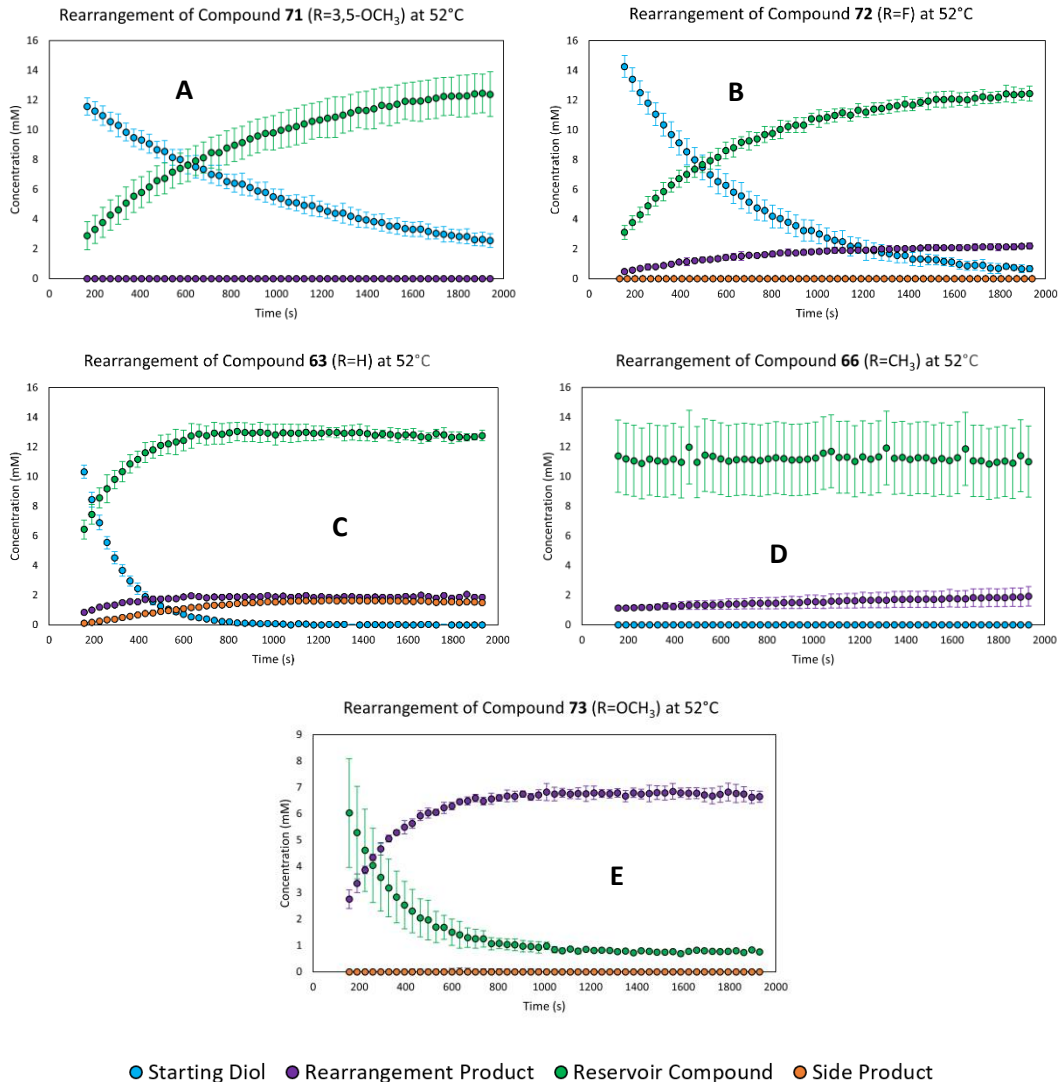 Rearrangement of Compound 71 (R=3,5-OCH3) at 52°C
Concentration (mM)
16
14
12
10
8
6
4
2
0
A
0 200 400 600 800 1000 1200 1400 1600 1800 2000
Time (s)
Rearrangement of Compound 72 (R=F) at 52°C
Concentration (mM)
16
14
12
10
8
6
4
2
0
B
0 200 400 600 800 1000 1200 1400 1600 1800 2000
Time (s)
Rearrangement of Compound 63 (R=H) at 52°C
Concentration (mM)
16
14
12
10
8
6
4
2
0
C
0 200 400 600 800 1000 1200 1400 1600 1800 2000
Time (s)
Rearrangement of Compound 66 (R=CH3) at 52°C
Concentration (mM)
16
14
12
10
8
6
4
2
0
D
0 200 400 600 800 1000 1200 1400 1600 1800 2000
Time (s)
Rearrangement of Compound 73 (R=OCH3) at 52°C
Concentration (mM)
9
8
7
6
5
4
3
2
1
0
E
0 200 400 600 800 1000 1200 1400 1600 1800 2000
Time (s)
Starting Diol Rearrangement Product Reservoir Compound Side Product